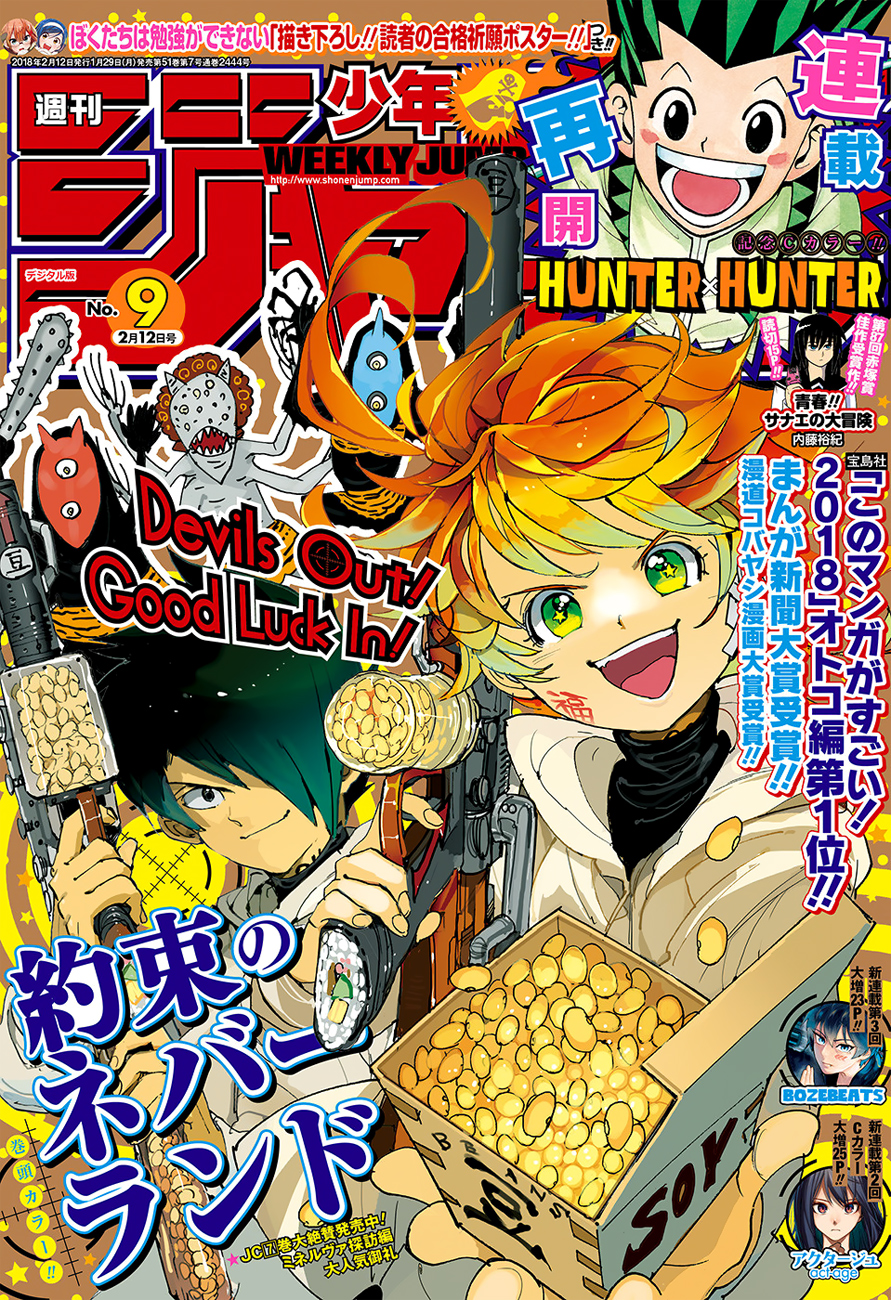 ぼくたちは勉強ができない「描き下ろし!!読者の合格祈願ポスター!!」つき!!
2018年2月12日発行1月29日(月)発売第51巻第7号通巻2444号
週刊
少年
ジャンプ
WEEKLY JUMP
http://www.shonenjump.com
デジタル版
No.9
2月12日号
連載
再開
記念Cカラー!!
HUNTER×HUNTER
第87回赤塚賞
佳作受賞作!!
読切15P!!
青春!!
サナエの大冒険
内藤裕紀
宝島社
「このマンガがすごい!
2018」オトコ編第1位!!
まんが新聞大賞受賞!!
漫道コバヤシ漫画大賞受賞!!
Devils Out!
Good Luck In!
豆
福
約束の
ネバー
ランド
巻頭カラー!!
JC[7]巻大絶賛発売中!
ミネルヴァ探訪編
大人気御礼
SOY
SOY
BEANS
新連載第3回
大増23P!!
BOZEBEATS
新連載第2回
Cカラー
大増25P!!
アクタージュ
act-age